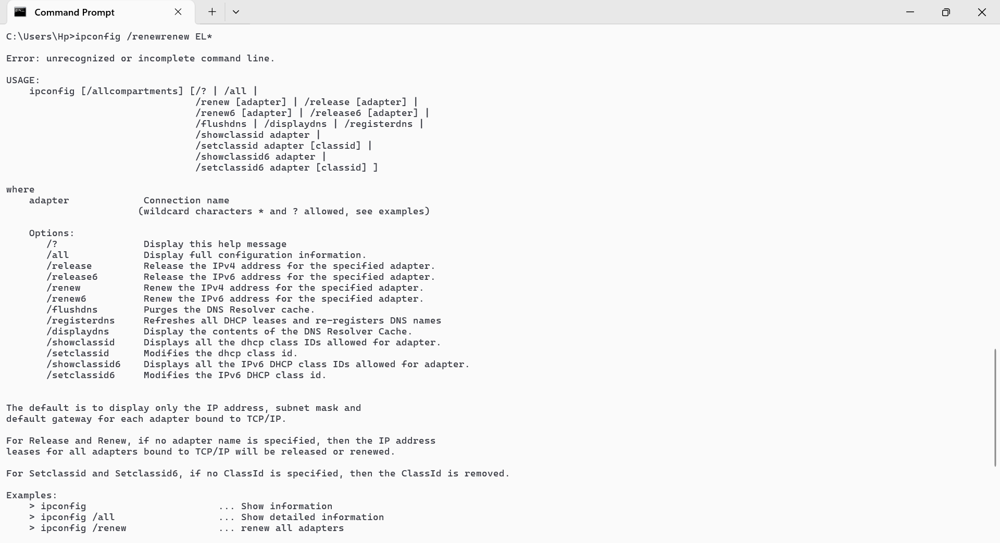 Command Prompt
C:\Users\Hp>ipconfig /renewrenew EL*
Error: unrecognized or incomplete command line.
USAGE:
    ipconfig [/allcompartments] [/? | /all |
                                 /renew [adapter] | /release [adapter] |
                                 /renew6 [adapter] | /release6 [adapter] |
                                 /flushdns | /displaydns | /registerdns |
                                 /showclassid adapter |
                                 /setclassid adapter [classid] |
                                 /showclassid6 adapter |
                                 /setclassid6 adapter [classid] ]
where
    adapter             Connection name
                       (wildcard characters * and ? allowed, see examples)
    Options:
       /?               Display this help message
       /all             Display full configuration information.
       /release         Release the IPv4 address for the specified adapter.
       /release6        Release the IPv6 address for the specified adapter.
       /renew           Renew the IPv4 address for the specified adapter.
       /renew6          Renew the IPv6 address for the specified adapter.
       /flushdns        Purges the DNS Resolver cache.
       /registerdns     Refreshes all DHCP leases and re-registers DNS names
       /displaydns      Display the contents of the DNS Resolver Cache.
       /showclassid     Displays all the dhcp class IDs allowed for adapter.
       /setclassid      Modifies the dhcp class id.
       /showclassid6    Displays all the IPv6 DHCP class IDs allowed for adapter.
       /setclassid6     Modifies the IPv6 DHCP class id.
The default is to display only the IP address, subnet mask and
default gateway for each adapter bound to TCP/IP.
For Release and Renew, if no adapter name is specified, then the IP address
leases for all adapters bound to TCP/IP will be released or renewed.
For Setclassid and Setclassid6, if no ClassId is specified, then the ClassId is removed.
Examples:
    > ipconfig                       ... Show information
    > ipconfig /all                  ... Show detailed information
    > ipconfig /renew                ... renew all adapters